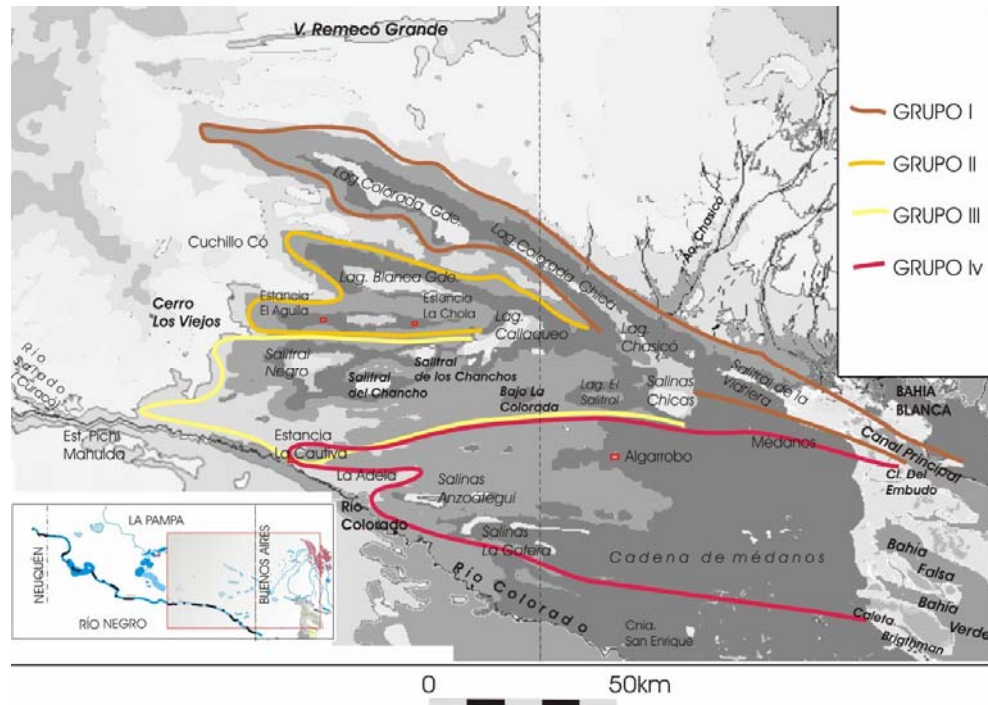 V. Remecó Grande
GRUPO I
GRUPO II
GRUPO III
GRUPO Iv
Lag. Colorada Gde.
Ao. Chasicó
Cuchillo Có
Lag. Colorada Chica
Lag. Blanca Gde.
Cerro
Los Viejos
Estancia
El Aguila
Estancia
La Chola
Lag.
Callaqueo
Lag.
Chasicó
Río
Salado
(Curacó)
Salitral
Negro
Salitral
de los Chanchos
Salitral
del Chancho
Bajo La
Colorada
Lag. El
Salitral
Salinas
Chicas
Salitral de la
Viariera
BAHIA
BLANCA
Canal Principal
Est. Pichi
Mahuida
Estancia
La Cautiva
Médanos
La Adela
Algarrobo
Cl. Del
Embudo
Salinas
Anzoátegui
Río
Colorado
Salinas
La Gotera
Cadena de médanos
Bahía
Falsa
Bahía
Verde
Río Colorado
Cnia.
San Enrique
Caleta
Brigthman
LA PAMPA
NEUQUÉN
BUENOS AIRES
RÍO NEGRO
0 50km